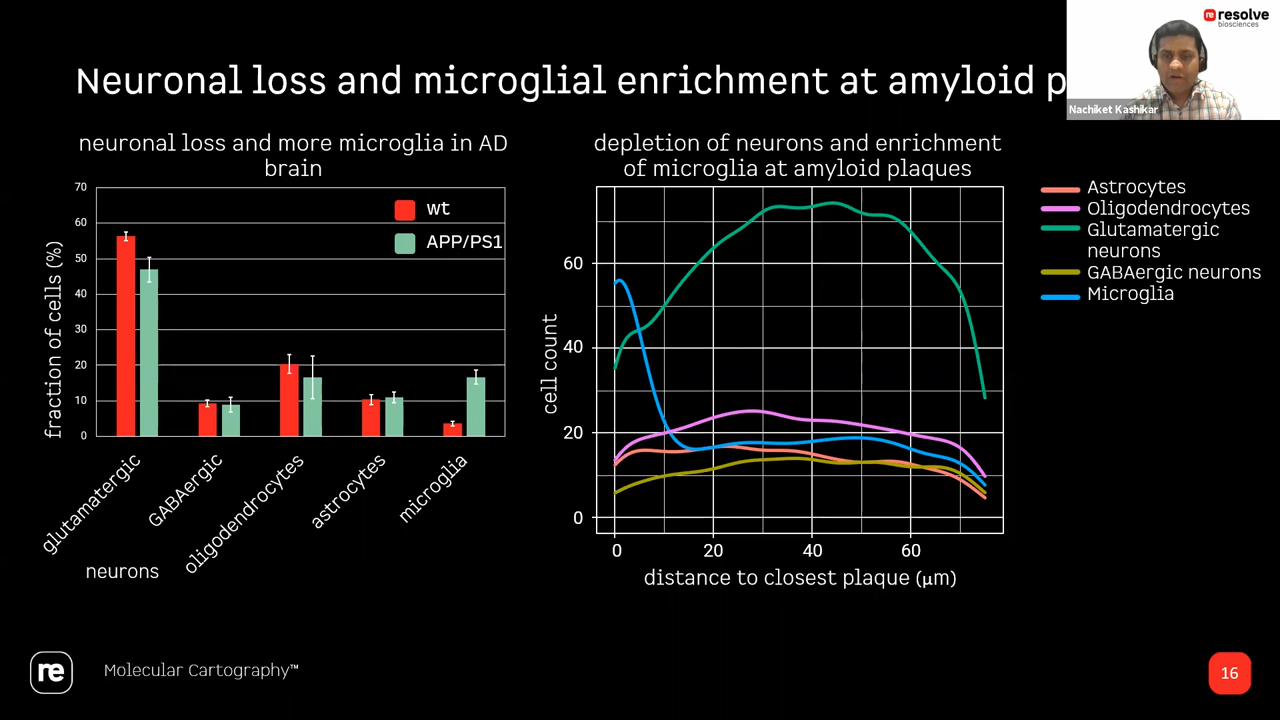 re resolve
biosciences
Neuronal loss and microglial enrichment at amyloid p
Nachiket Kashikar
neuronal loss and more microglia in AD
brain
70
60
50
40
30
20
10
0
fraction of cells (%)
wt
APP/PS1
glutamatergic
GABAergic
oligodendrocytes
astrocytes
microglia
neurons
depletion of neurons and enrichment
of microglia at amyloid plaques
60
40
20
0
cell count
0 20 40 60
distance to closest plaque (μm)
Astrocytes
Oligodendrocytes
Glutamatergic
neurons
GABAergic neurons
Microglia
re
Molecular Cartography™
16